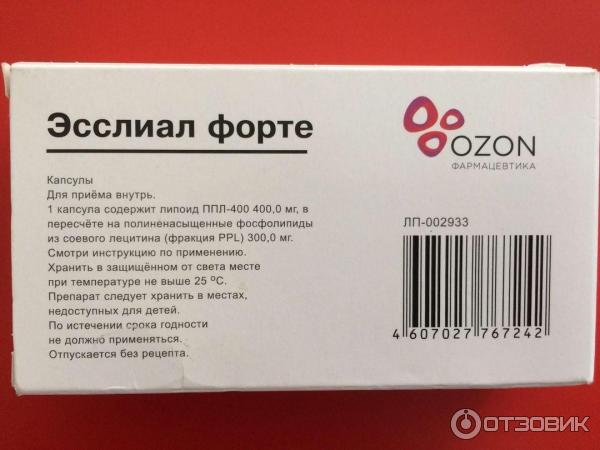 Эсслиал форте
OZON
ФАРМАЦЕВТИКА
Капсулы
Для приёма внутрь.
1 капсула содержит липоид ППЛ-400 400,0 мг, в
пересчёте на полиненасыщенные фосфолипиды
из соевого лецитина (фракция PPL) 300,0 мг.
Смотри инструкцию по применению.
Хранить в защищённом от света месте
при температуре не выше 25 ºС.
Препарат следует хранить в местах,
недоступных для детей.
По истечении срока годности
не должно применяться.
Отпускается без рецепта.
ЛП-002933
4 607027 767242
ОТЗОВИК